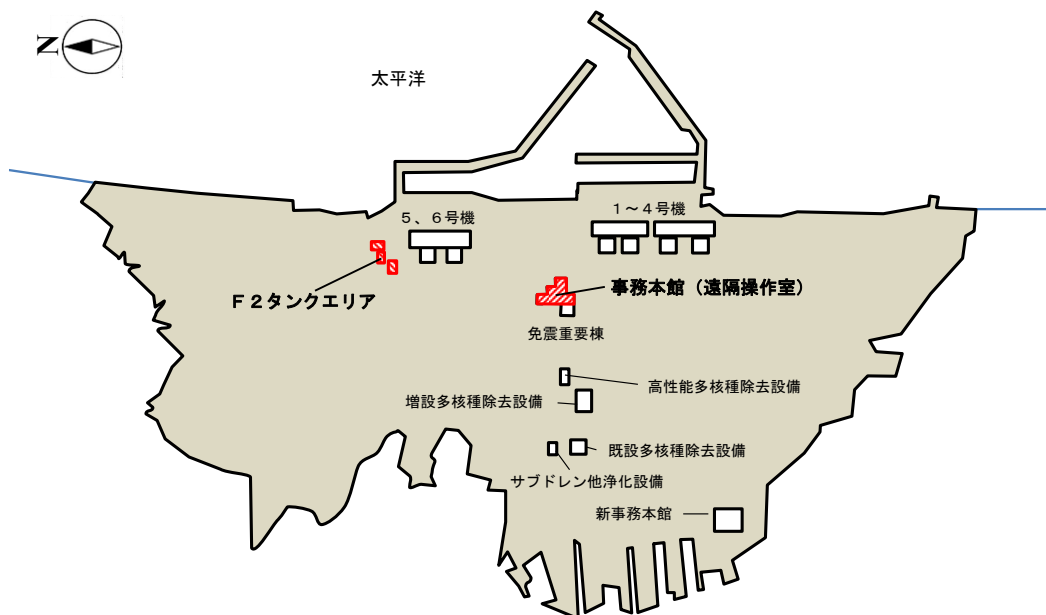 N
太平洋
５、６号機
１～４号機
Ｆ２タンクエリア
事務本館（遠隔操作室）
免震重要棟
高性能多核種除去設備
増設多核種除去設備
既設多核種除去設備
サブドレン他浄化設備
新事務本館